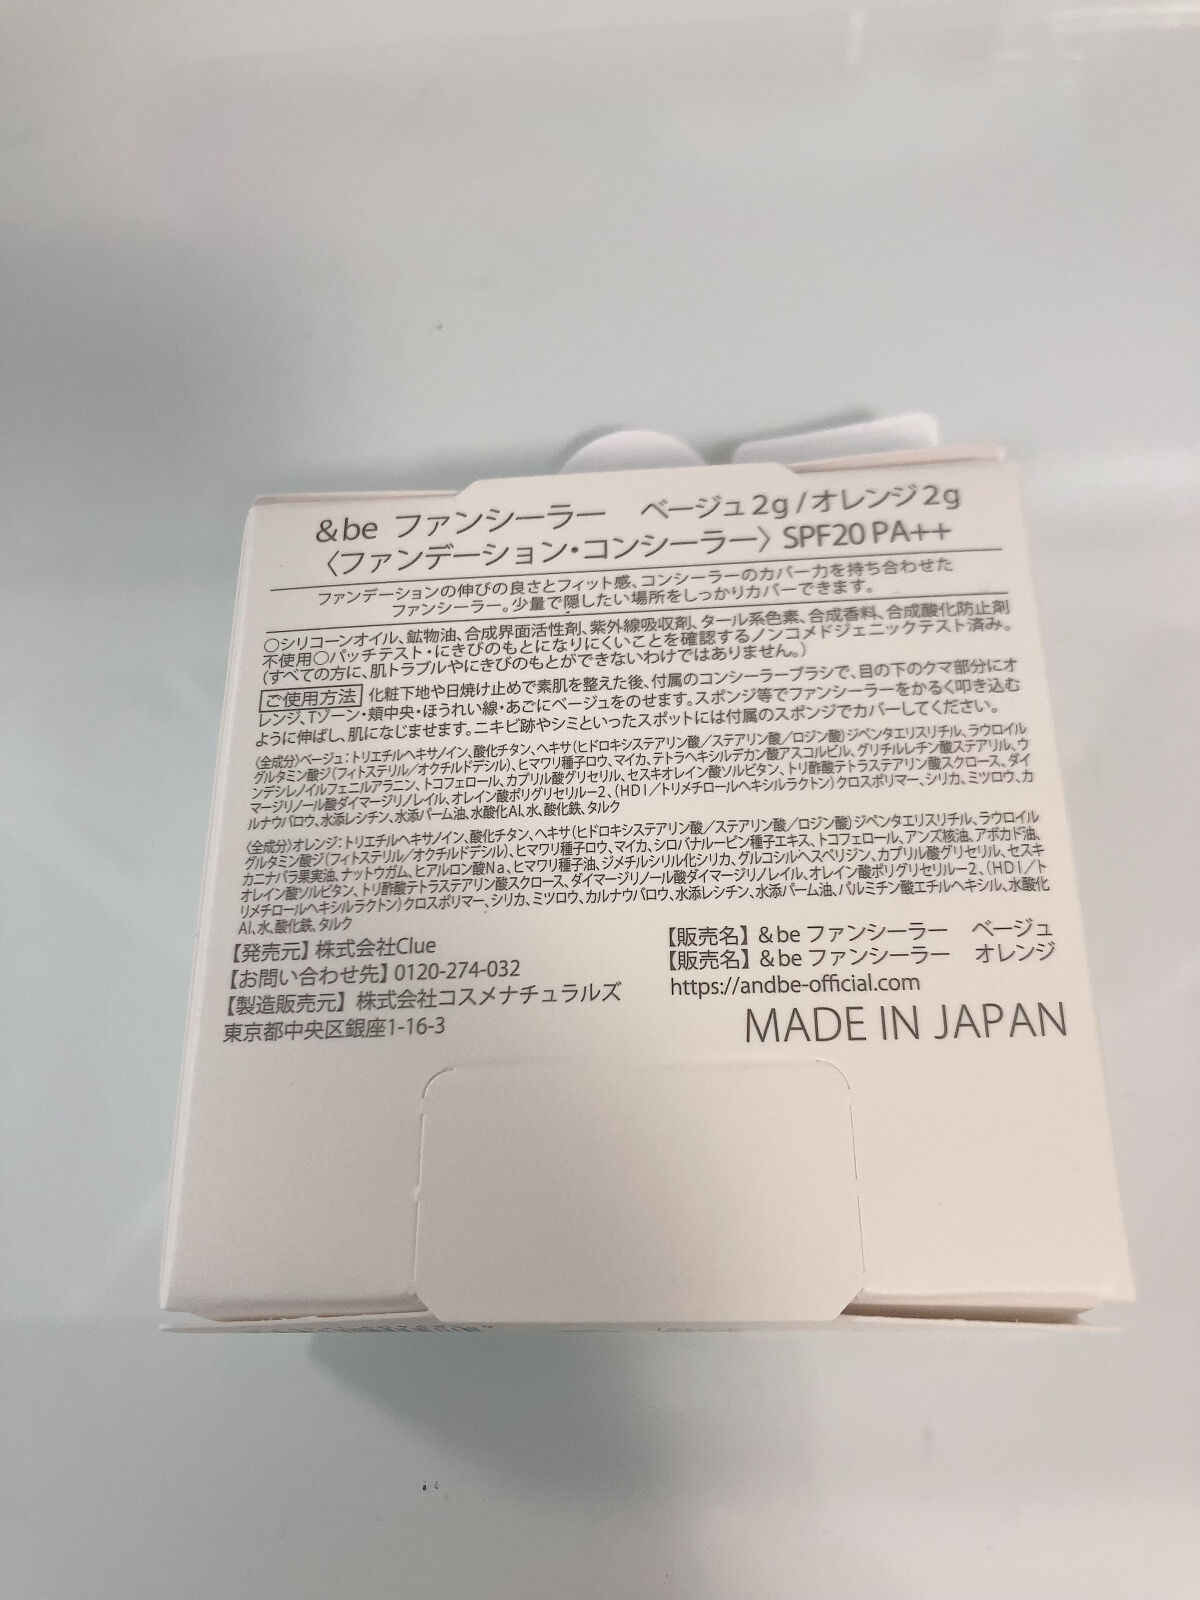 &be ファンシーラー　ベージュ2g/オレンジ2g
〈ファンデーション・コンシーラー〉SPF20 PA++
ファンデーションの伸びの良さとフィット感、コンシーラーのカバー力を持ち合わせた
ファンシーラー。少量で隠したい場所をしっかりカバーできます。
○シリコーンオイル、鉱物油、合成界面活性剤、紫外線吸収剤、タール系色素、合成香料、合成酸化防止剤
不使用○パッチテスト・にきびのもとになりにくいことを確認するノンコメドジェニックテスト済み。
(すべての方に、肌トラブルやにきびのもとができないわけではありません。)
ご使用方法 化粧下地や日焼け止めで素肌を整えた後、付属のコンシーラーブラシで、目の下のクマ部分にオ
レンジ、Tゾーン・頬中央・ほうれい線・あごにベージュをのせます。スポンジ等でファンシーラーをかるく叩き込む
ように伸ばし、肌になじませます。ニキビ跡やシミといったスポットには付属のスポンジでカバーしてください。
〈全成分〉ベージュ：トリエチルヘキサノイン、酸化チタン、ヘキサ(ヒドロキシステアリン酸／ステアリン酸／ロジン酸)ジペンタエリスリチル、ラウロイル
グルタミン酸ジ(フィトステリル／オクチルドデシル)、ヒマワリ種子ロウ、マイカ、テトラヘキシルデカン酸アスコルビル、グリチルレチン酸ステアリル、ウ
ンデシレノイルフェニルアラニン、トコフェロール、カプリル酸グリセリル、セスキオレイン酸ソルビタン、トリ酢酸テトラステアリン酸スクロース、ダイ
マージリノール酸ダイマージリノレイル、オレイン酸ポリグリセリル－2、(HDI／トリメチロールヘキシルラクトン)クロスポリマー、シリカ、ミツロウ、カ
ルナウバロウ、水添レシチン、水添パーム油、水酸化Al、水、酸化鉄、タルク
〈全成分〉オレンジ：トリエチルヘキサノイン、酸化チタン、ヘキサ(ヒドロキシステアリン酸／ステアリン酸／ロジン酸)ジペンタエリスリチル、ラウロイル
グルタミン酸ジ(フィトステリル／オクチルドデシル)、ヒマワリ種子ロウ、マイカ、シロバナルーピン種子エキス、トコフェロール、アンズ核油、アボカド油、
カニナバラ果実油、ナットウガム、ヒアルロン酸Na、ヒマワリ種子油、ジメチルシリル化シリカ、グルコシルヘスペリジン、カプリル酸グリセリル、セスキ
オレイン酸ソルビタン、トリ酢酸テトラステアリン酸スクロース、ダイマージリノール酸ダイマージリノレイル、オレイン酸ポリグリセリル－2、(HDI／ト
リメチロールヘキシルラクトン)クロスポリマー、シリカ、ミツロウ、カルナウバロウ、水添レシチン、水添パーム油、パルミチン酸エチルヘキシル、水酸化
Al、水、酸化鉄、タルク
【発売元】株式会社Clue
【お問い合わせ先】0120-274-032
【製造販売元】株式会社コスメナチュラルズ
東京都中央区銀座1-16-3
【販売名】&be ファンシーラー　ベージュ
【販売名】&be ファンシーラー　オレンジ
https://andbe-official.com
MADE IN JAPAN